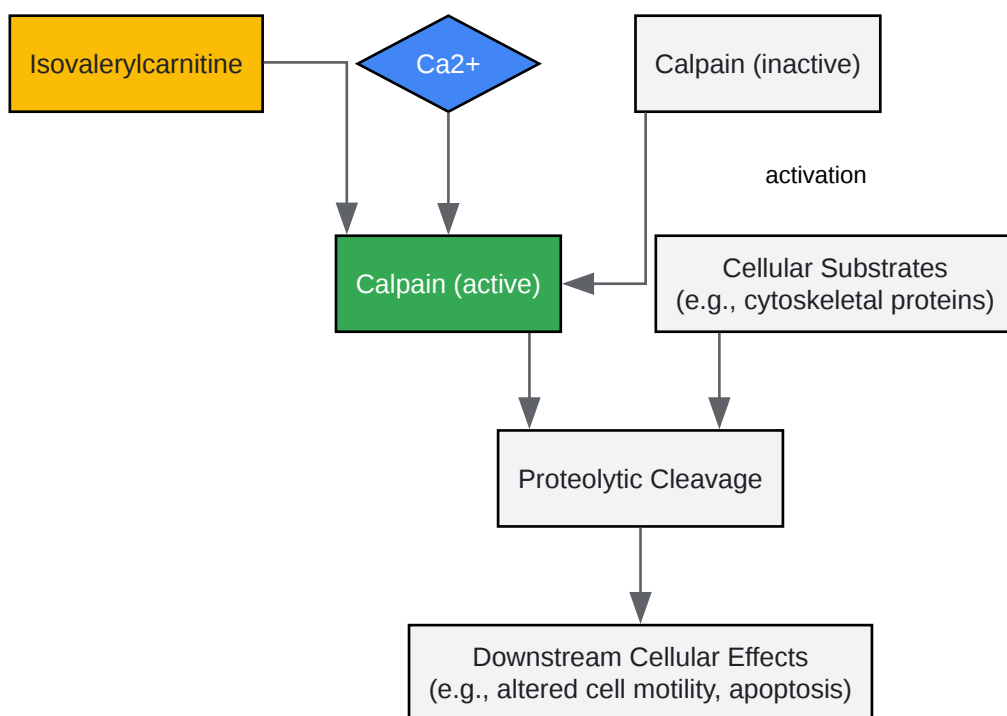 Isovalerylcarnitine
Ca2+
Calpain (inactive)
activation
Calpain (active)
Cellular Substrates
(e.g., cytoskeletal proteins)
Proteolytic Cleavage
Downstream Cellular Effects
(e.g., altered cell motility, apoptosis)